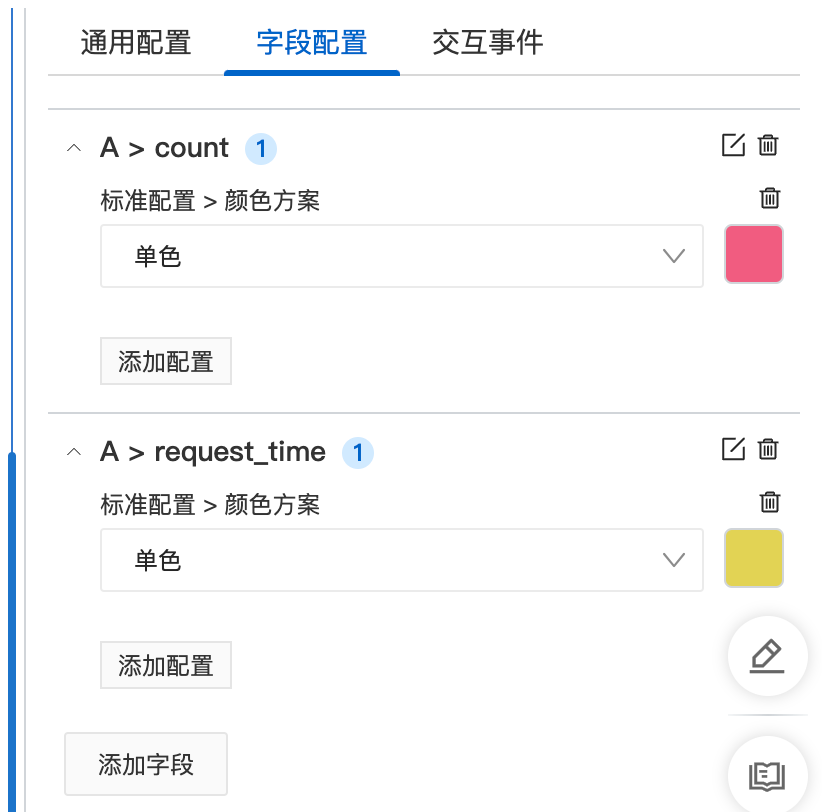 通用配置 字段配置 交互事件
A > count 1
标准配置 > 颜色方案
单色
添加配置
A > request_time 1
标准配置 > 颜色方案
单色
添加配置
添加字段